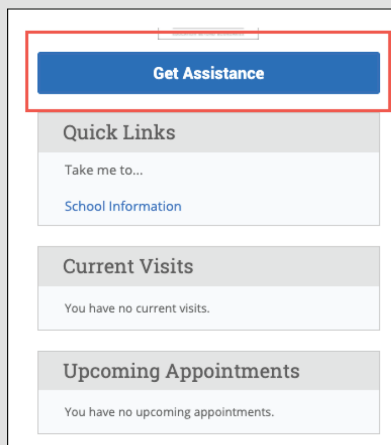 Get Assistance
Quick Links
Take me to...
School Information
Current Visits
You have no current visits.
Upcoming Appointments
You have no upcoming appointments.